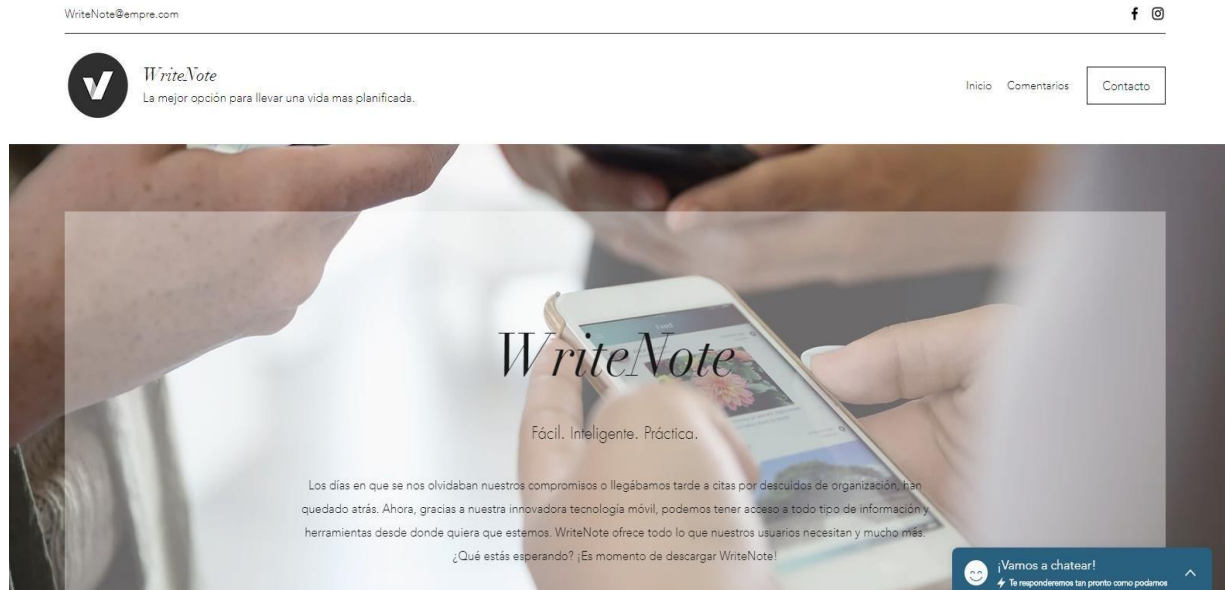 WriteNote@empre.com
WriteNote
La mejor opción para llevar una vida mas planificada.
Inicio Comentarios Contacto
WriteNote
Fácil. Inteligente. Práctica.
Los días en que se nos olvidaban nuestros compromisos o llegábamos tarde a citas por descuidos de organización, han
quedado atrás. Ahora, gracias a nuestra innovadora tecnología móvil, podemos tener acceso a todo tipo de información y
herramientas desde donde quiera que estemos. WriteNote ofrece todo lo que nuestros usuarios necesitan y mucho más.
¿Qué estás esperando? ¡Es momento de descargar WriteNote!
¡Vamos a chatear!
Te responderemos tan pronto como podamos